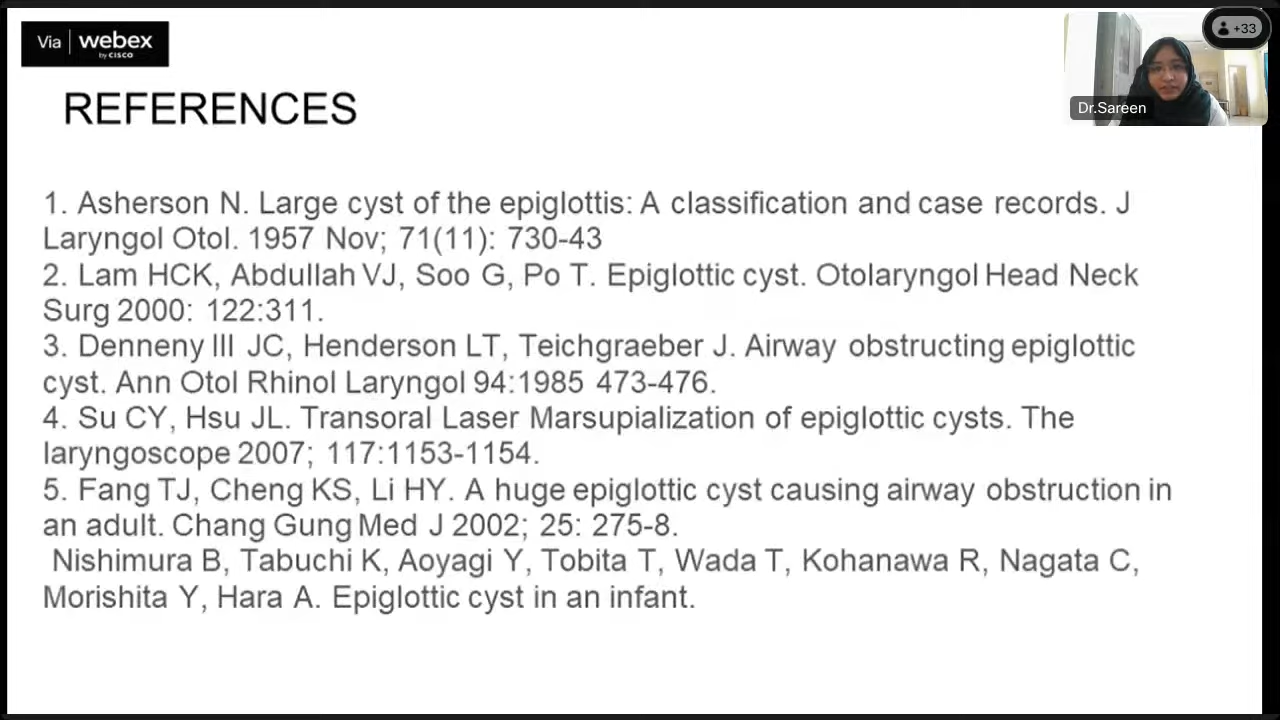 Via webex
by CISCO
+33
Dr.Sareen
REFERENCES
1. Asherson N. Large cyst of the epiglottis: A classification and case records. J
Laryngol Otol. 1957 Nov; 71(11): 730-43
2. Lam HCK, Abdullah VJ, Soo G, Po T. Epiglottic cyst. Otolaryngol Head Neck
Surg 2000: 122:311.
3. Denneny III JC, Henderson LT, Teichgraeber J. Airway obstructing epiglottic
cyst. Ann Otol Rhinol Laryngol 94:1985 473-476.
4. Su CY, Hsu JL. Transoral Laser Marsupialization of epiglottic cysts. The
laryngoscope 2007; 117:1153-1154.
5. Fang TJ, Cheng KS, Li HY. A huge epiglottic cyst causing airway obstruction in
an adult. Chang Gung Med J 2002; 25: 275-8.
Nishimura B, Tabuchi K, Aoyagi Y, Tobita T, Wada T, Kohanawa R, Nagata C,
Morishita Y, Hara A. Epiglottic cyst in an infant.